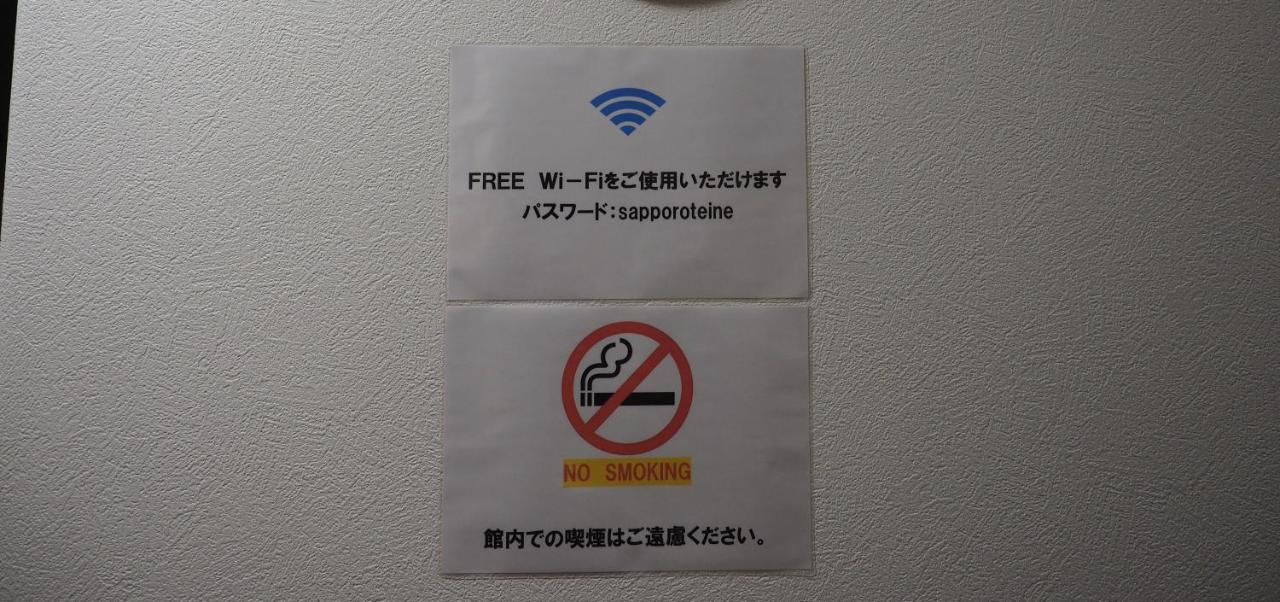 FREE　Wi－Fiをご使用いただけます
パスワード：sapporoteine
NO　SMOKING
館内での喫煙はご遠慮ください。